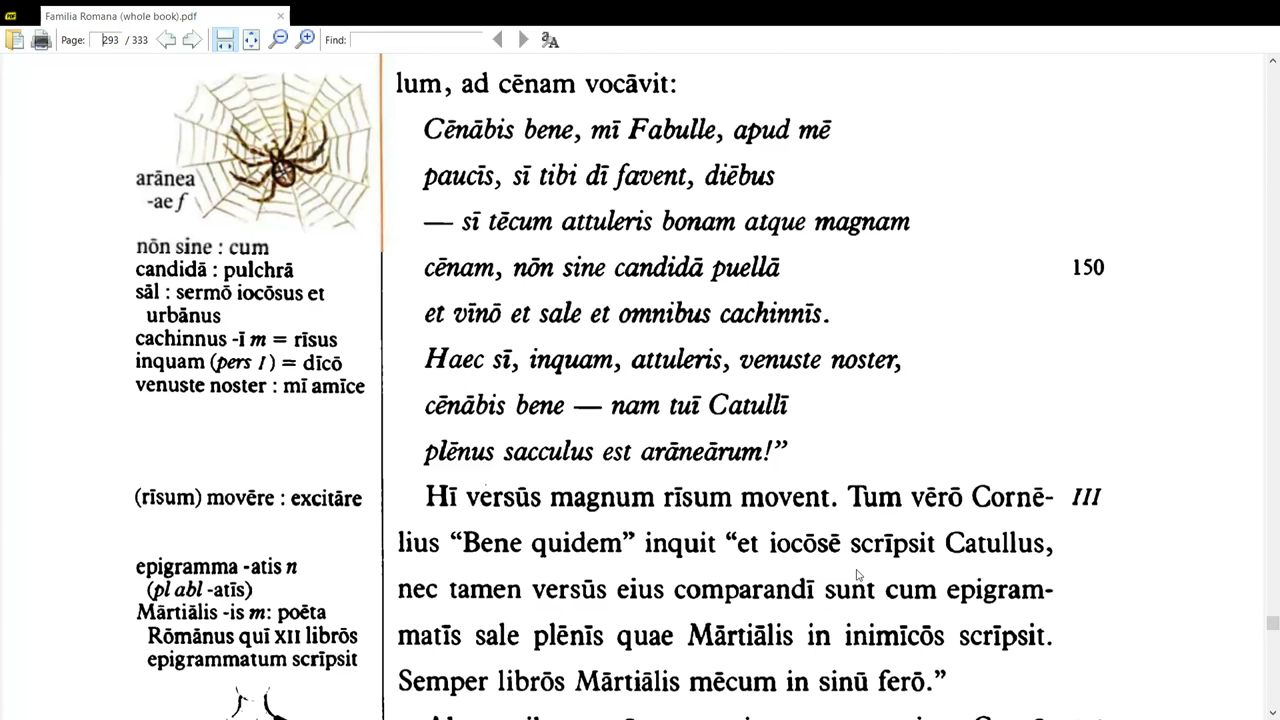 Familia Romana (whole book).pdf
Page: 293 / 333 Find:
arānea
-ae f
nōn sine : cum
candidā : pulchrā
sāl : sermō iocōsus et
urbānus
cachinnus -ī m = rīsus
inquam (pers I) = dīcō
venuste noster : mī amīce
(rīsum) movēre : excitāre
epigramma -atis n
(pl abl -atīs)
Mārtiālis -is m: poēta
Rōmānus quī XII librōs
epigrammatum scrīpsit
lum, ad cēnam vocāvit:
Cēnābis bene, mī Fabulle, apud mē
paucīs, sī tibi dī favent, diēbus
— sī tēcum attuleris bonam atque magnam
cēnam, nōn sine candidā puellā 150
et vīnō et sale et omnibus cachinnīs.
Haec sī, inquam, attuleris, venuste noster,
cēnābis bene — nam tuī Catullī
plēnus sacculus est arāneārum!”
Hī versūs magnum rīsum movent. Tum vērō Cornē- III
lius “Bene quidem” inquit “et iocōsē scrīpsit Catullus,
nec tamen versūs eius comparandī sunt cum epigram-
matīs sale plēnīs quae Mārtiālis in inimīcōs scrīpsit.
Semper librōs Mārtiālis mēcum in sinū ferō.”